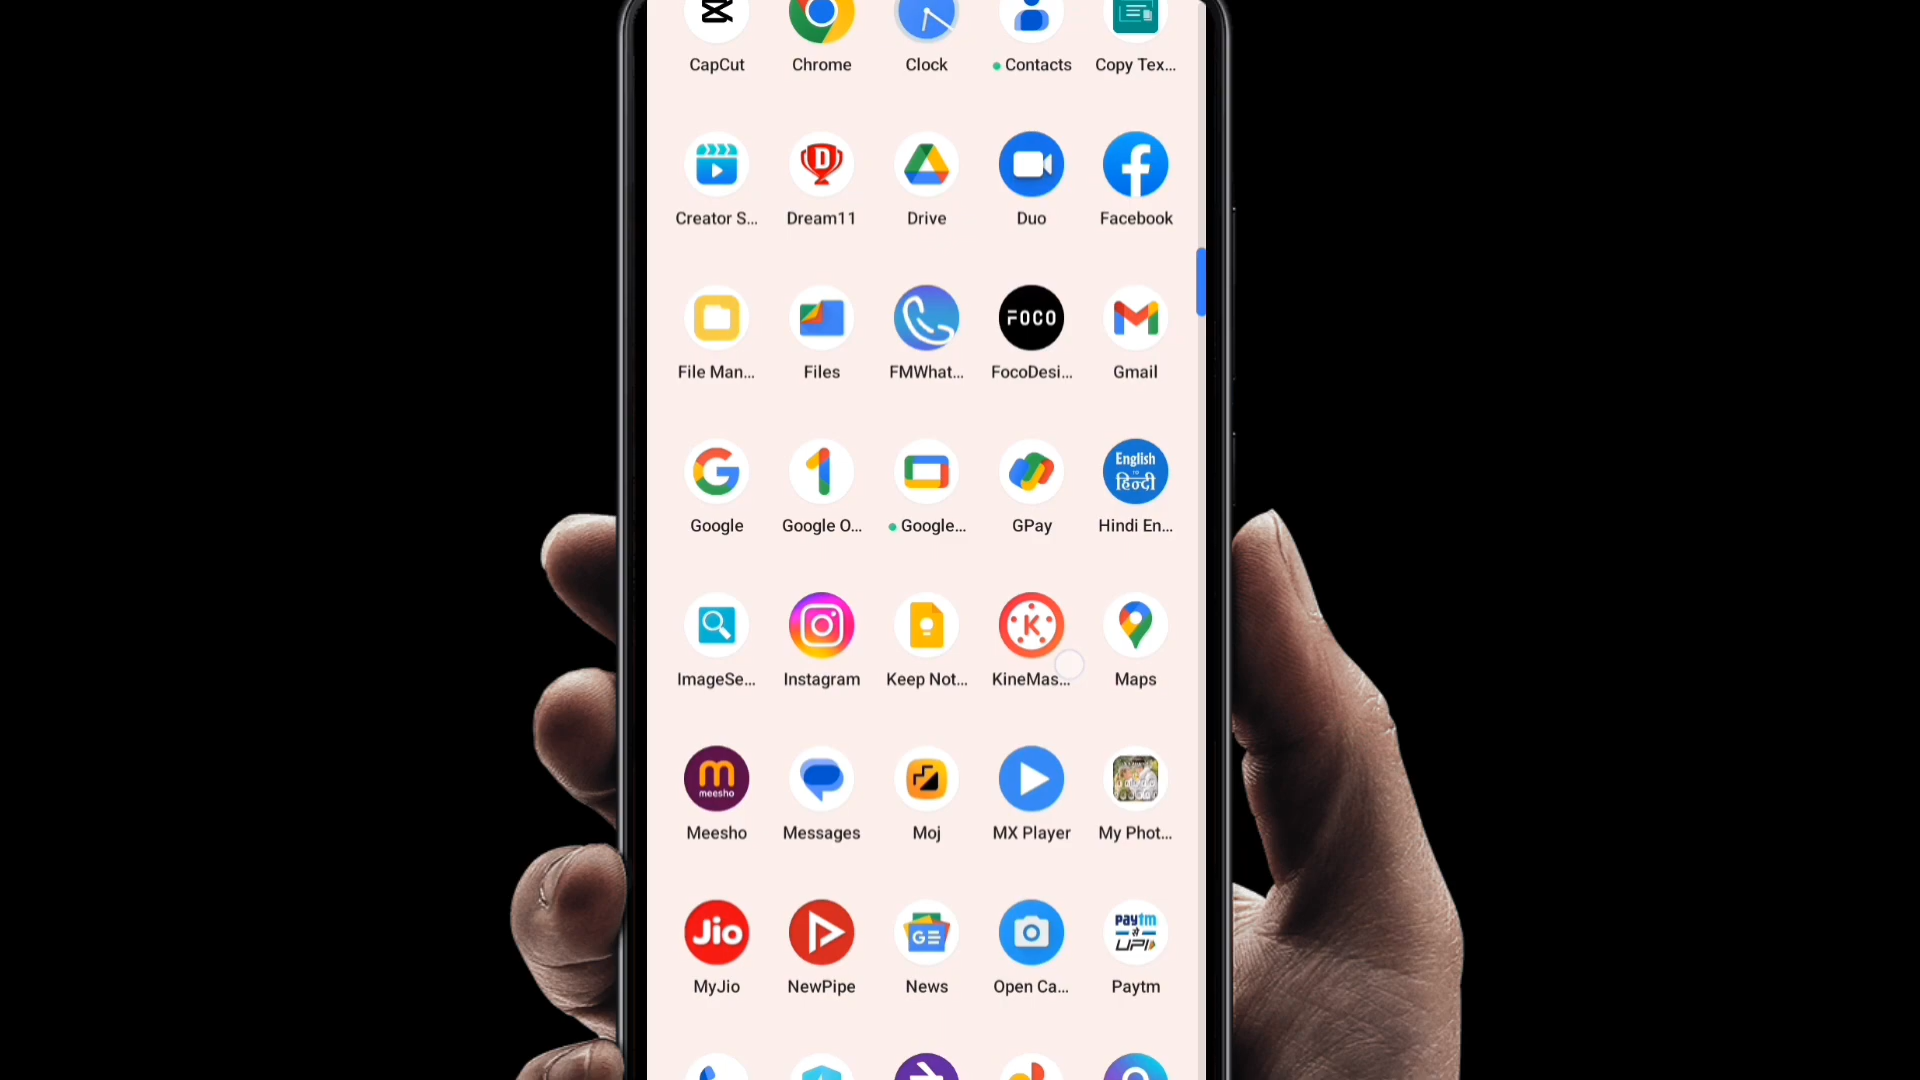 CapCut Chrome Clock Contacts Copy Tex...
Creator S... Dream11 Drive Duo Facebook
FOCO
File Man... Files FMWhat... FocoDesi... Gmail
English
TO
हिन्दी
Google Google O... Google... GPay Hindi En...
K
ImageSe... Instagram Keep Not... KineMas... Maps
m
meesho
Meesho Messages Moj MX Player My Phot...
Jio
GE
paytm
से
UPI
MyJio NewPipe News Open Ca... Paytm